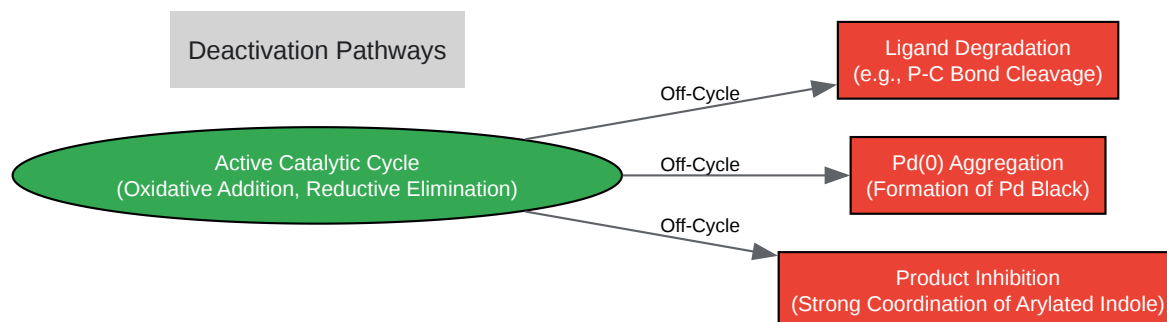 Deactivation Pathways
Ligand Degradation
(e.g., P-C Bond Cleavage)
Off-Cycle
Active Catalytic Cycle
(Oxidative Addition, Reductive Elimination)
Off-Cycle
Pd(0) Aggregation
(Formation of Pd Black)
Off-Cycle
Product Inhibition
(Strong Coordination of Arylated Indole)